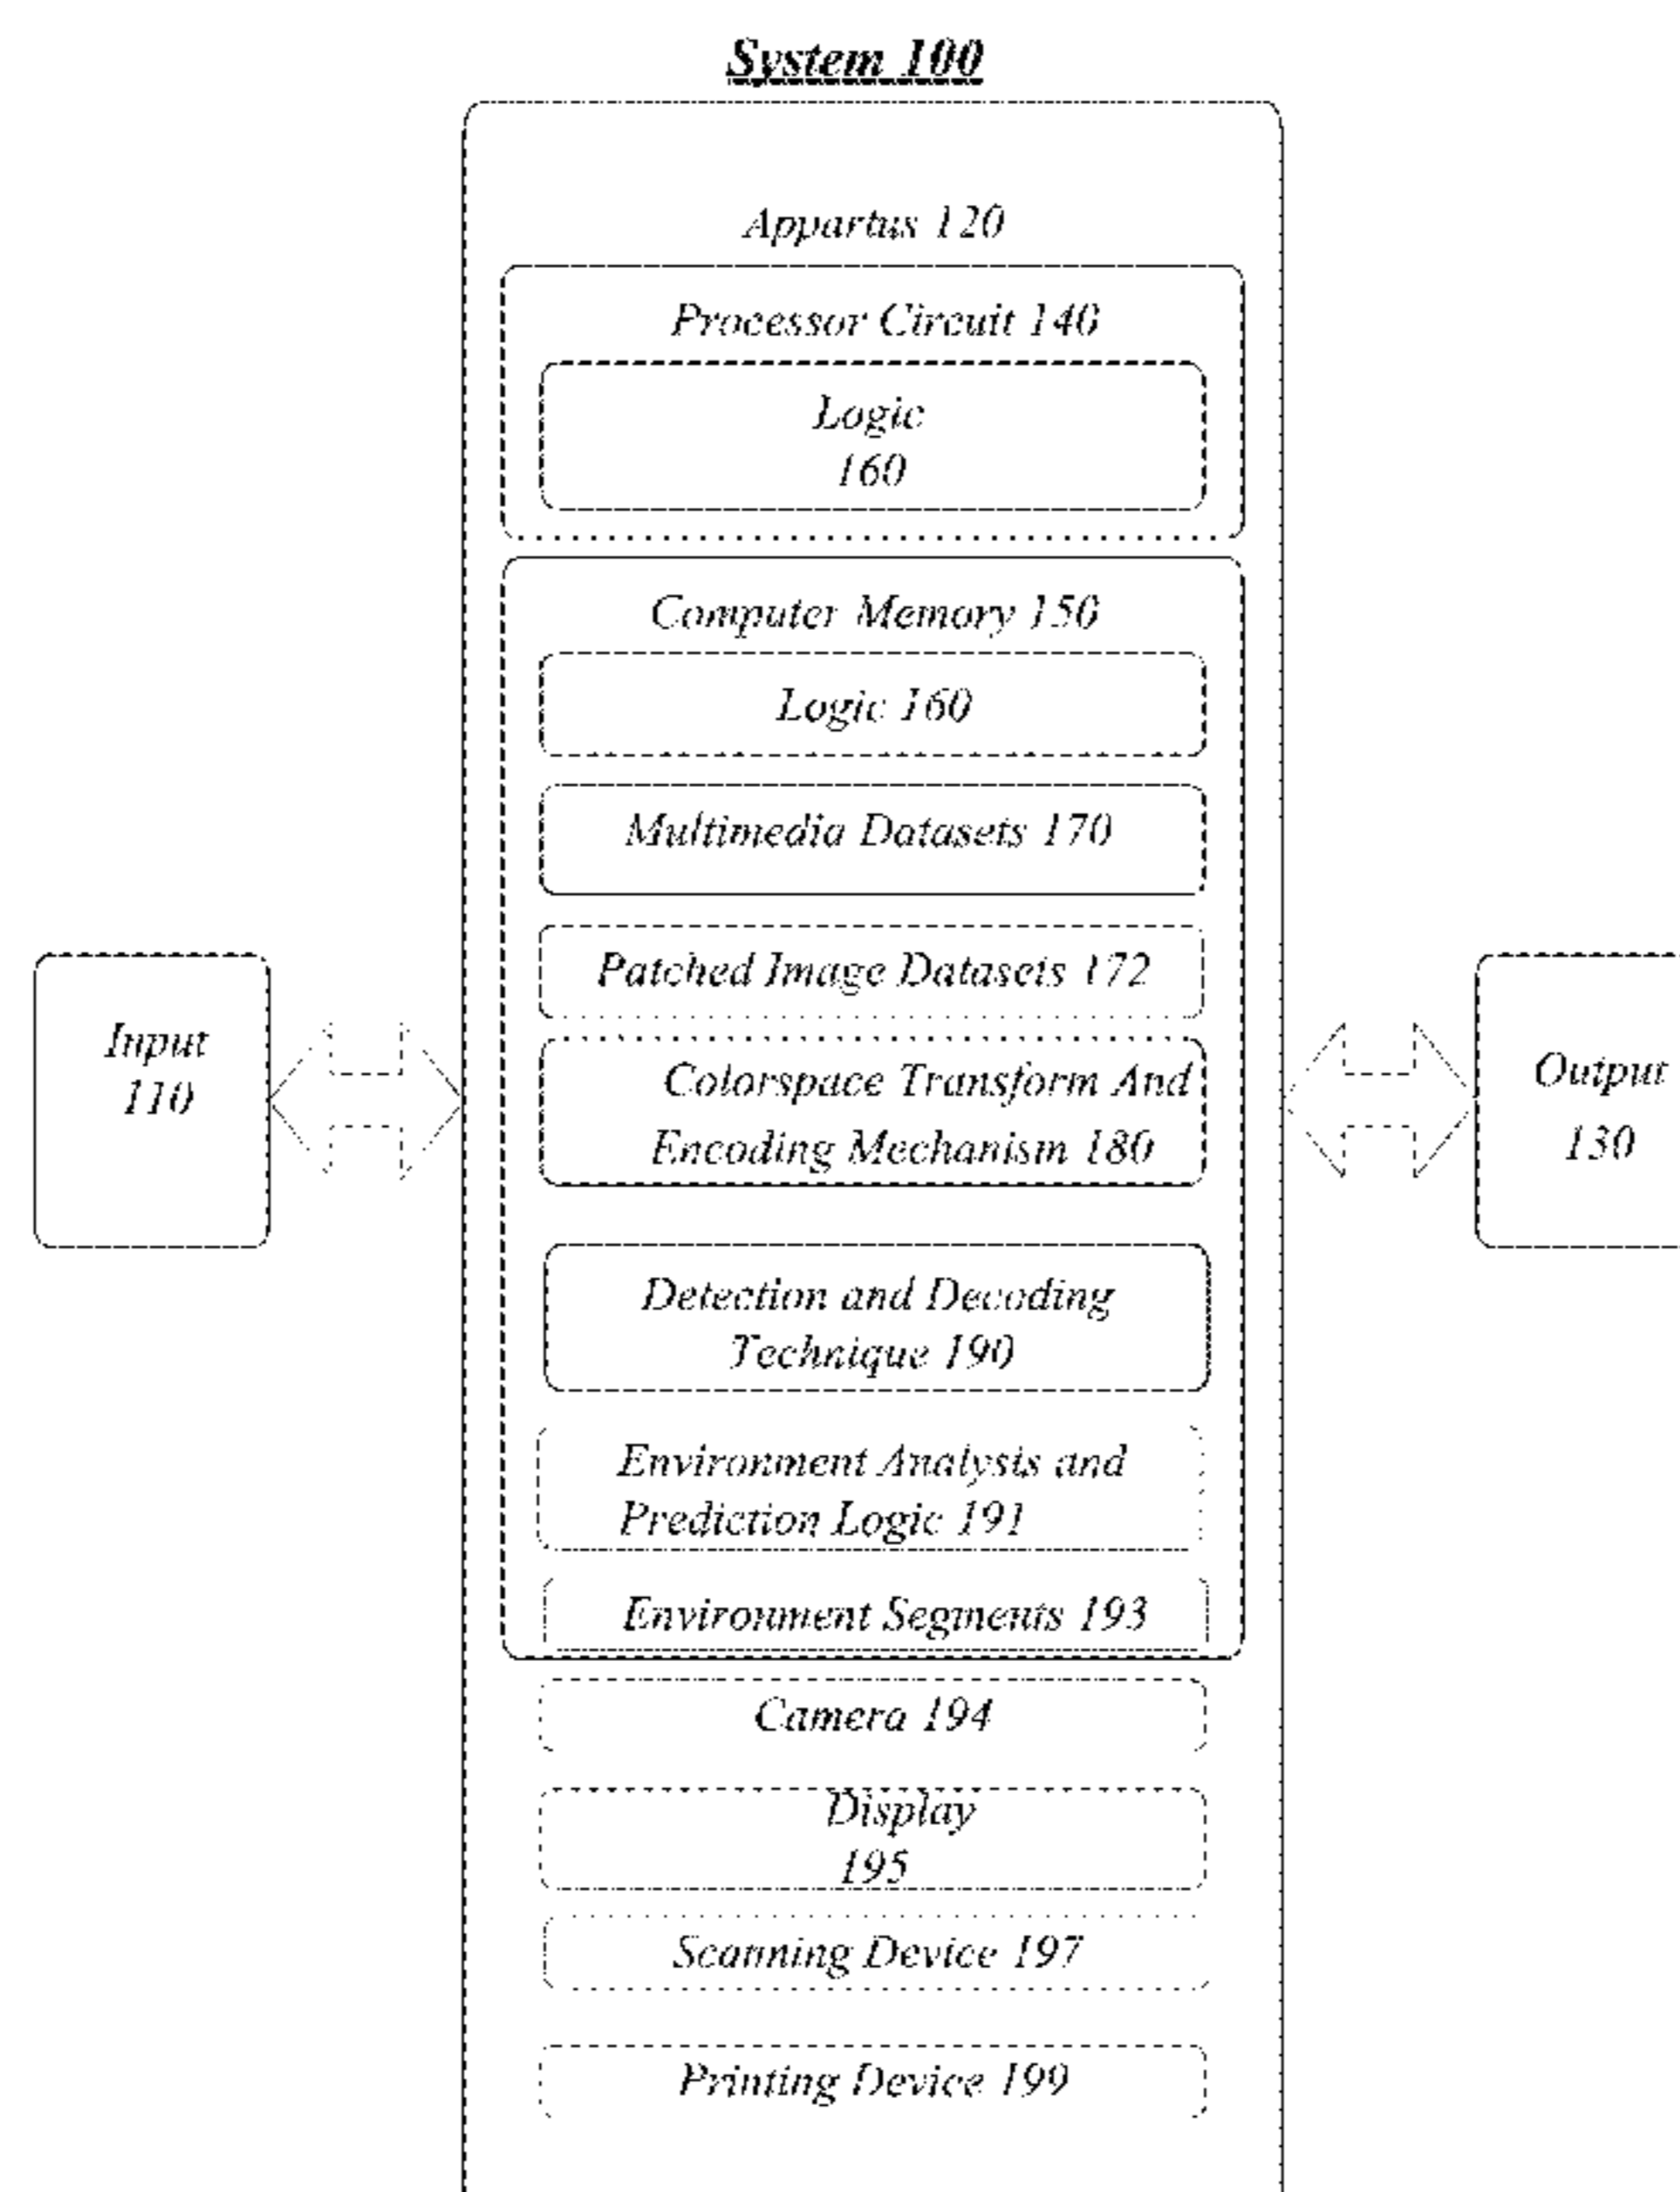 System 100
Appartus 120
Processor Circuit 140
Logic
160
Computer Memory 150
Logic 160
Multimedia Datasets 170
Patched Image Datasets 172
Input
110
Colorspace Transform And
Encoding Mechanism 180
Output
130
Detection and Decoding
Technique 190
Environment Analysis and
Prediction Logic 191
Environment Segments 193
Camera 194
Display
195
Scanning Device 197
Printing Device 199